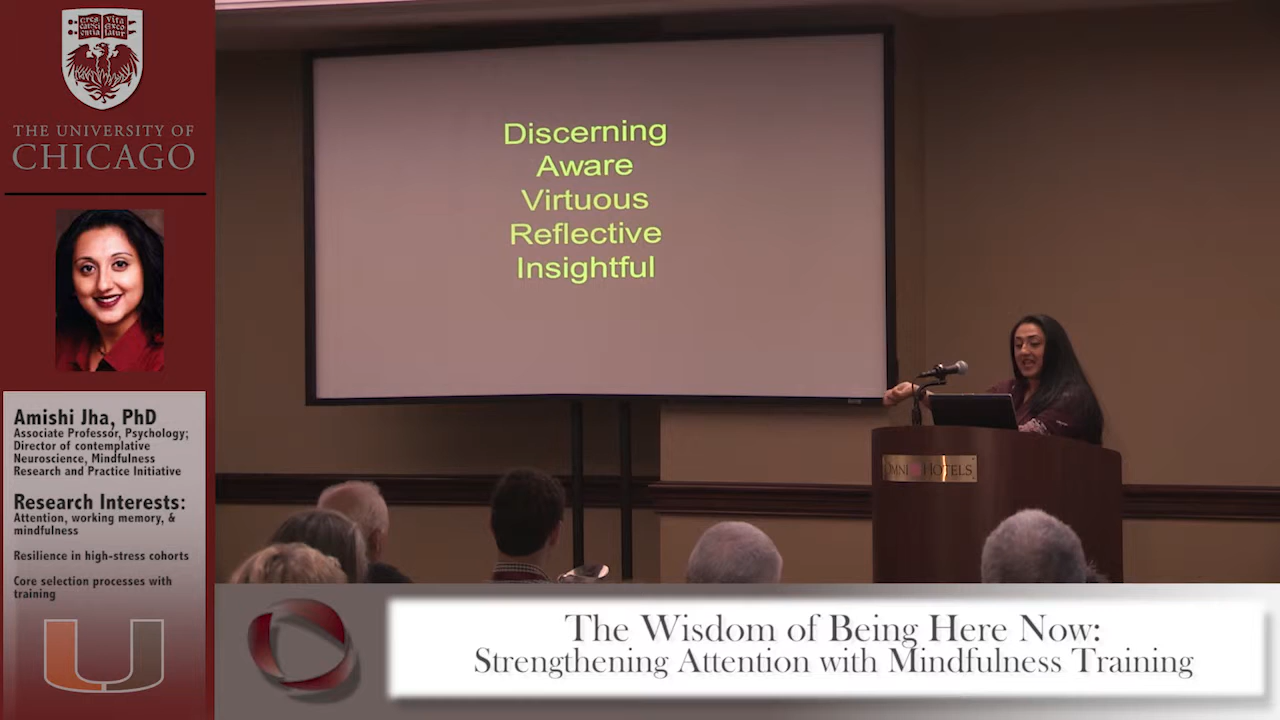 THE UNIVERSITY OF
CHICAGO
Amishi Jha, PhD
Associate Professor, Psychology;
Director of contemplative
Neuroscience, Mindfulness
Research and Practice Initiative
Research Interests:
Attention, working memory, &
mindfulness
Resilience in high-stress cohorts
Core selection processes with
training
U
Discerning
Aware
Virtuous
Reflective
Insightful
OMNI HOTELS
The Wisdom of Being Here Now:
Strengthening Attention with Mindfulness Training